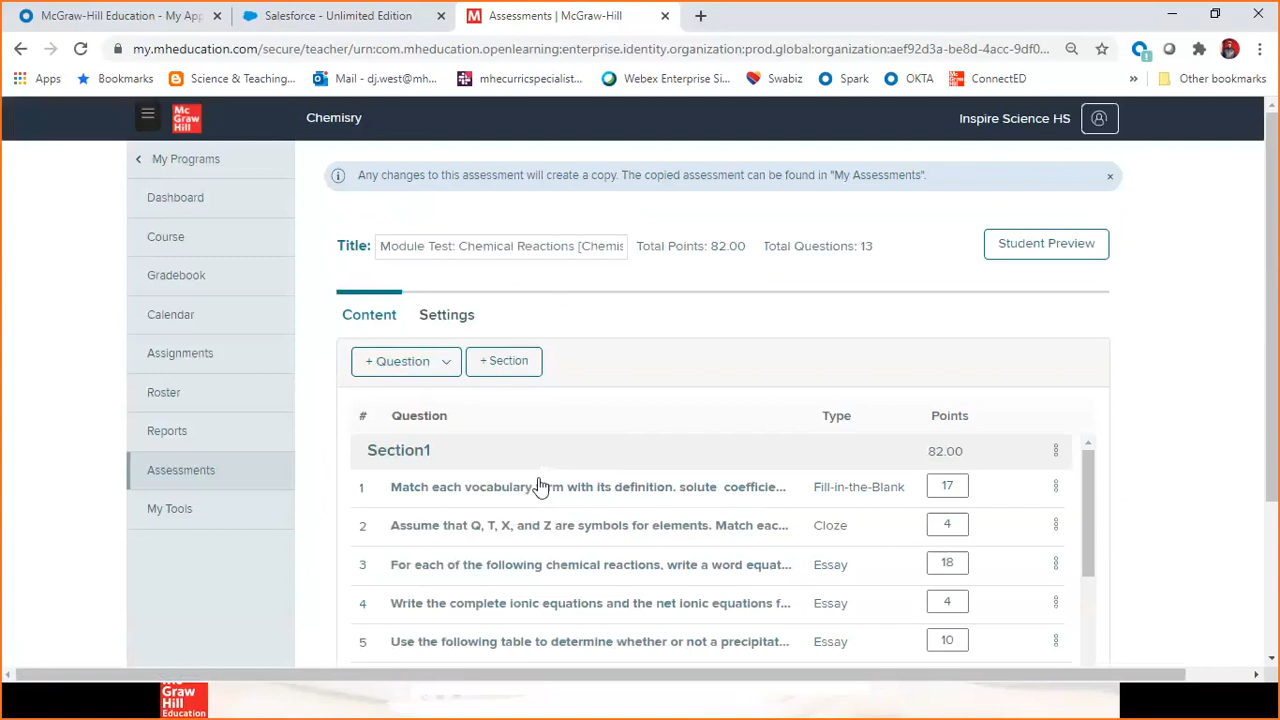 McGraw-Hill Education - My App
Salesforce - Unlimited Edition
Assessments | McGraw-Hill
my.mheducation.com/secure/teacher/urn:com.mheducation.openlearning:enterprise.identity.organization:prod.global:organization:aef92d3a-be8d-4acc-9df0...
Apps
Bookmarks
Science & Teaching...
Mail - dj.west@mh...
mhecurricspecialist...
Webex Enterprise Si...
Swabiz
Spark
OKTA
ConnectED
»
Other bookmarks
Mc
Graw
Hill
Chemisry
Inspire Science HS
My Programs
Dashboard
Course
Gradebook
Calendar
Assignments
Roster
Reports
Assessments
My Tools
Any changes to this assessment will create a copy. The copied assessment can be found in "My Assessments".
Title: Module Test: Chemical Reactions [Chemis Total Points: 82.00 Total Questions: 13
Student Preview
Content Settings
+ Question + Section
# Question Type Points
Section1 82.00
1 Match each vocabulary term with its definition. solute coefficie... Fill-in-the-Blank 17
2 Assume that Q, T, X, and Z are symbols for elements. Match eac... Cloze 4
3 For each of the following chemical reactions, write a word equat... Essay 18
4 Write the complete ionic equations and the net ionic equations f... Essay 4
5 Use the following table to determine whether or not a precipitat... Essay 10
Mc
Graw
Hill
Education